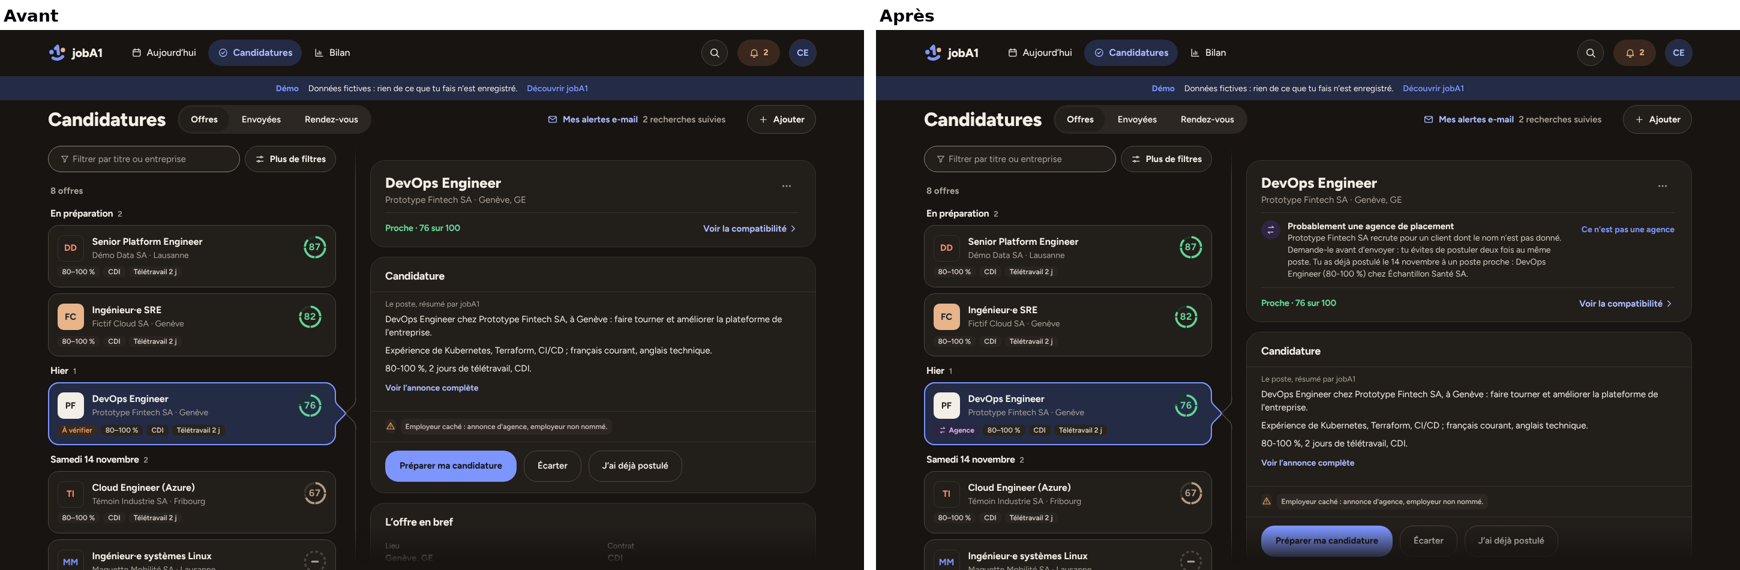 Avant
jobA1
Aujourd'hui
Candidatures
Bilan
2
CE
Démo Données fictives : rien de ce que tu fais n'est enregistré. Découvrir jobA1
Candidatures
Offres
Envoyées
Rendez-vous
Mes alertes e-mail 2 recherches suivies
Ajouter
Filtrer par titre ou entreprise
Plus de filtres
8 offres
En préparation 2
DD
Senior Platform Engineer
Démo Data SA · Lausanne
87
80–100 % CDI Télétravail 2 j
FC
Ingénieur·e SRE
Fictif Cloud SA · Genève
82
80–100 % CDI Télétravail 2 j
Hier 1
PF
DevOps Engineer
Prototype Fintech SA · Genève
76
À vérifier 80–100 % CDI Télétravail 2 j
Samedi 14 novembre 2
TI
Cloud Engineer (Azure)
Témoin Industrie SA · Fribourg
67
80–100 % CDI Télétravail 2 j
MM
Ingénieur·e systèmes Linux
Maquette Mobilité SA · Lausanne
DevOps Engineer
Prototype Fintech SA · Genève, GE
Proche · 76 sur 100
Voir la compatibilité
Candidature
Le poste, résumé par jobA1
DevOps Engineer chez Prototype Fintech SA, à Genève : faire tourner et améliorer la plateforme de
l'entreprise.
Expérience de Kubernetes, Terraform, CI/CD ; français courant, anglais technique.
80-100 %, 2 jours de télétravail, CDI.
Voir l'annonce complète
Employeur caché : annonce d'agence, employeur non nommé.
Préparer ma candidature
Écarter
J'ai déjà postulé
L'offre en bref
Lieu
Contrat
Genève, GE
CDI
Après
jobA1
Aujourd'hui
Candidatures
Bilan
2
CE
Démo Données fictives : rien de ce que tu fais n'est enregistré. Découvrir jobA1
Candidatures
Offres
Envoyées
Rendez-vous
Mes alertes e-mail 2 recherches suivies
Ajouter
Filtrer par titre ou entreprise
Plus de filtres
8 offres
En préparation 2
DD
Senior Platform Engineer
Démo Data SA · Lausanne
87
80–100 % CDI Télétravail 2 j
FC
Ingénieur·e SRE
Fictif Cloud SA · Genève
82
80–100 % CDI Télétravail 2 j
Hier 1
PF
DevOps Engineer
Prototype Fintech SA · Genève
76
Agence 80–100 % CDI Télétravail 2 j
Samedi 14 novembre 2
TI
Cloud Engineer (Azure)
Témoin Industrie SA · Fribourg
67
80–100 % CDI Télétravail 2 j
MM
Ingénieur·e systèmes Linux
Maquette Mobilité SA · Lausanne
DevOps Engineer
Prototype Fintech SA · Genève, GE
Probablement une agence de placement
Ce n'est pas une agence
Prototype Fintech SA recrute pour un client dont le nom n'est pas donné.
Demande-le avant d'envoyer : tu évites de postuler deux fois au même
poste. Tu as déjà postulé le 14 novembre à un poste proche : DevOps
Engineer (80-100 %) chez Échantillon Santé SA.
Proche · 76 sur 100
Voir la compatibilité
Candidature
Le poste, résumé par jobA1
DevOps Engineer chez Prototype Fintech SA, à Genève : faire tourner et améliorer la plateforme de
l'entreprise.
Expérience de Kubernetes, Terraform, CI/CD ; français courant, anglais technique.
80-100 %, 2 jours de télétravail, CDI.
Voir l'annonce complète
Employeur caché : annonce d'agence, employeur non nommé.
Préparer ma candidature
Écarter
J'ai déjà postulé